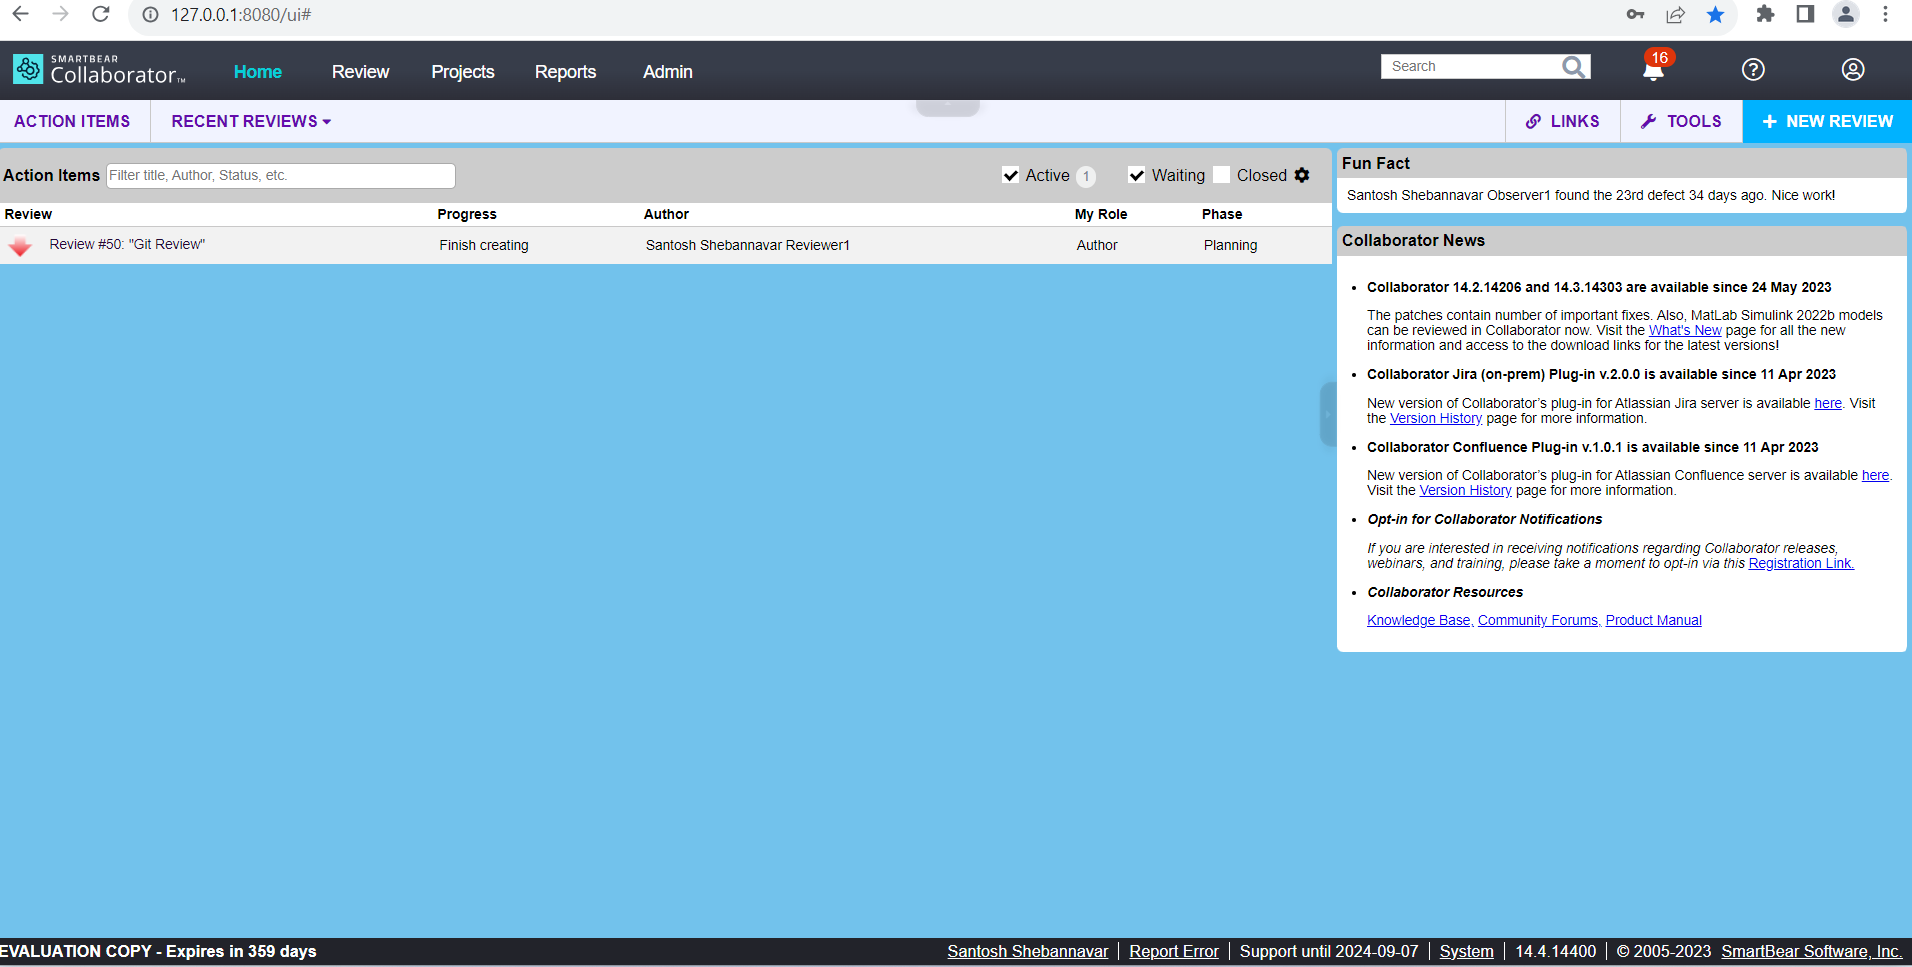 127.0.0.1:8080/ui#
SMARTBEAR
Collaborator™
Home Review Projects Reports Admin
Search
16
ACTION ITEMS RECENT REVIEWS
LINKS TOOLS + NEW REVIEW
Action Items Filter title, Author, Status, etc. Active 1 Waiting Closed
Review Progress Author My Role Phase
Review #50: "Git Review" Finish creating Santosh Shebannavar Reviewer1 Author Planning
Fun Fact
Santosh Shebannavar Observer1 found the 23rd defect 34 days ago. Nice work!
Collaborator News
• Collaborator 14.2.14206 and 14.3.14303 are available since 24 May 2023
The patches contain number of important fixes. Also, MatLab Simulink 2022b models
can be reviewed in Collaborator now. Visit the What's New page for all the new
information and access to the download links for the latest versions!
• Collaborator Jira (on-prem) Plug-in v.2.0.0 is available since 11 Apr 2023
New version of Collaborator’s plug-in for Atlassian Jira server is available here. Visit
the Version History page for more information.
• Collaborator Confluence Plug-in v.1.0.1 is available since 11 Apr 2023
New version of Collaborator’s plug-in for Atlassian Confluence server is available here.
Visit the Version History page for more information.
• Opt-in for Collaborator Notifications
If you are interested in receiving notifications regarding Collaborator releases,
webinars, and training, please take a moment to opt-in via this Registration Link.
• Collaborator Resources
Knowledge Base, Community Forums, Product Manual
EVALUATION COPY - Expires in 359 days
Santosh Shebannavar | Report Error | Support until 2024-09-07 | System | 14.4.14400 | © 2005-2023 SmartBear Software, Inc.